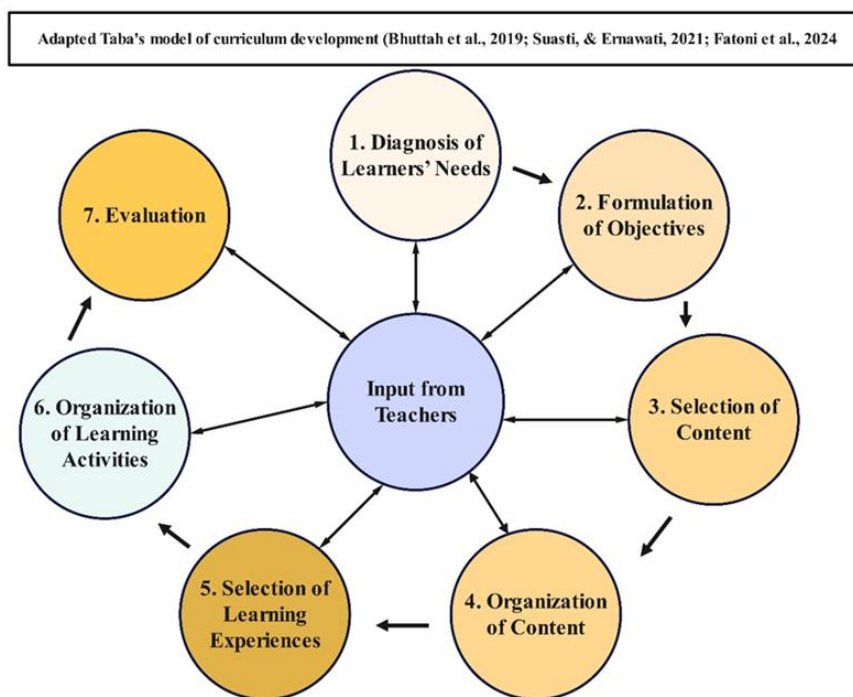 Adapted Taba's model of curriculum development (Bhuttah et al., 2019; Suasti, & Ernawati, 2021; Fatoni et al., 2024
1. Diagnosis of
Learners' Needs
2. Formulation
of Objectives
3. Selection of
Content
4. Organization
of Content
5. Selection of
Learning
Experiences
6. Organization
of Learning
Activities
7. Evaluation
Input from
Teachers